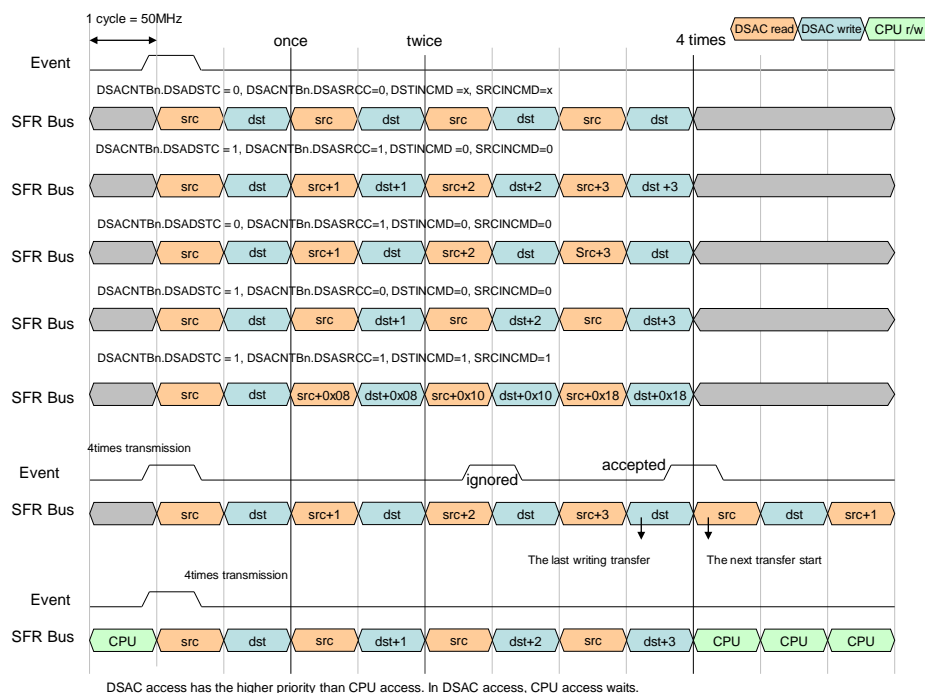 1 cycle = 50MHz
DSAC read DSAC write CPU r/w
once twice 4 times
Event
DSACNTBn.DSADSTC = 0, DSACNTBn.DSASRCC=0, DSTINCMD =x, SRCINCMD=x
SFR Bus src dst src dst src dst src dst
DSACNTBn.DSADSTC = 1, DSACNTBn.DSASRCC=1, DSTINCMD =0, SRCINCMD=0
SFR Bus src dst src+1 dst+1 src+2 dst+2 src+3 dst +3
DSACNTBn.DSADSTC = 0, DSACNTBn.DSASRCC=1, DSTINCMD=0, SRCINCMD=0
SFR Bus src dst src+1 dst src+2 dst Src+3 dst
DSACNTBn.DSADSTC = 1, DSACNTBn.DSASRCC=0, DSTINCMD=0, SRCINCMD=0
SFR Bus src dst src dst+1 src dst+2 src dst+3
DSACNTBn.DSADSTC = 1, DSACNTBn.DSASRCC=1, DSTINCMD=1, SRCINCMD=1
SFR Bus src dst src+0x08 dst+0x08 src+0x10 dst+0x10 src+0x18 dst+0x18
4times transmission
Event ignored accepted
SFR Bus src dst src+1 dst src+2 dst src+3 dst src dst src+1
The last writing transfer The next transfer start
4times transmission
Event
SFR Bus CPU src dst src dst+1 src dst+2 src dst+3 CPU CPU CPU
DSAC access has the higher priority than CPU access. In DSAC access, CPU access waits.